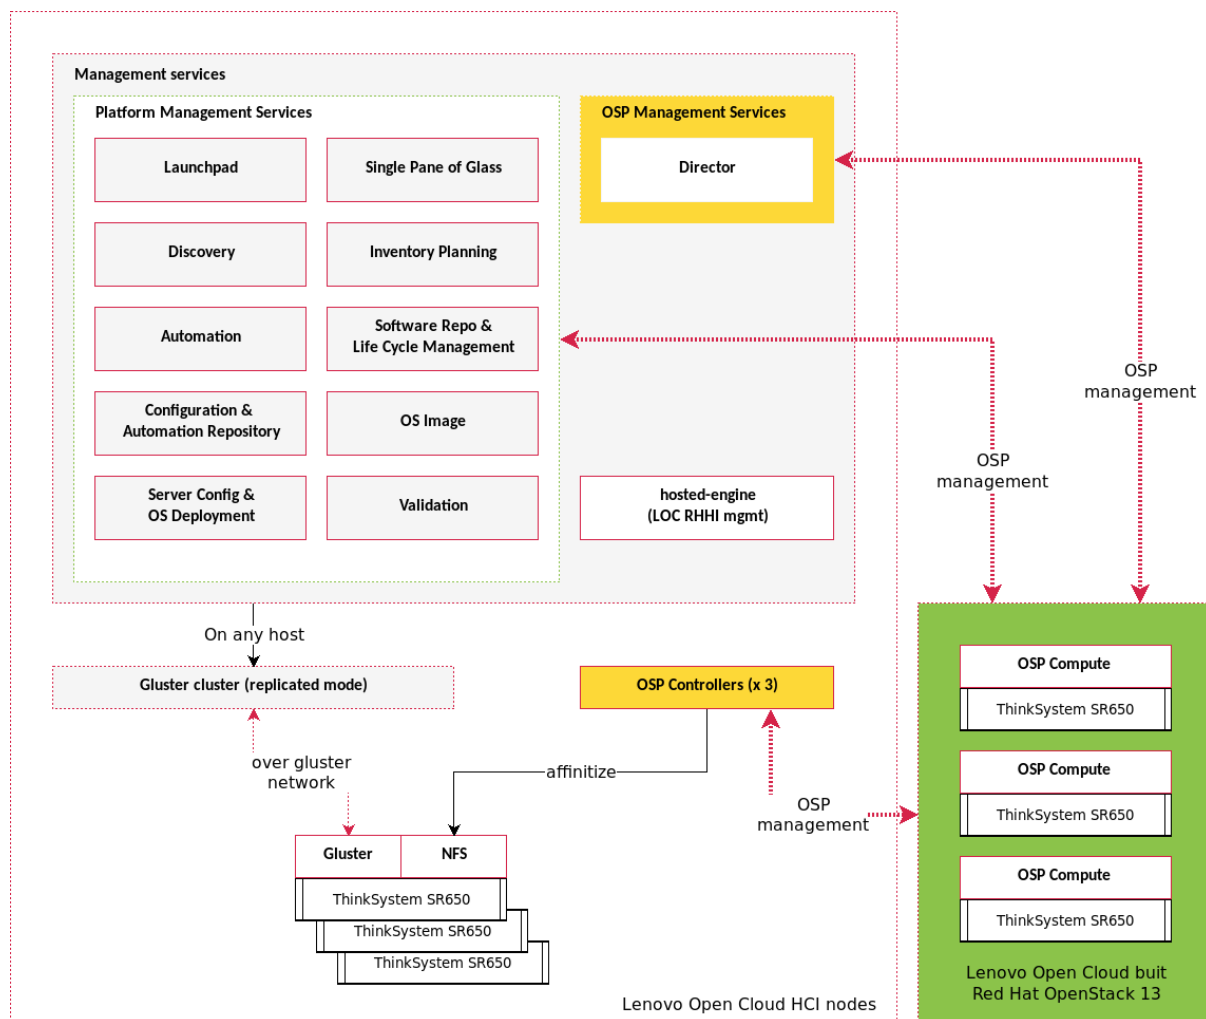 Management services
Platform Management Services
OSP Management Services
Launchpad
Single Pane of Glass
Director
Discovery
Inventory Planning
Automation
Software Repo &
Life Cycle Management
Configuration &
Automation Repository
OS Image
Server Config &
OS Deployment
Validation
hosted-engine
(LOC RHHI mgmt)
OSP
management
OSP
management
On any host
Gluster cluster (replicated mode)
OSP Controllers (x 3)
over gluster
network
affinitize
OSP
management
Gluster
NFS
ThinkSystem SR650
ThinkSystem SR650
ThinkSystem SR650
Lenovo Open Cloud HCI nodes
OSP Compute
ThinkSystem SR650
OSP Compute
ThinkSystem SR650
OSP Compute
ThinkSystem SR650
Lenovo Open Cloud buit
Red Hat OpenStack 13